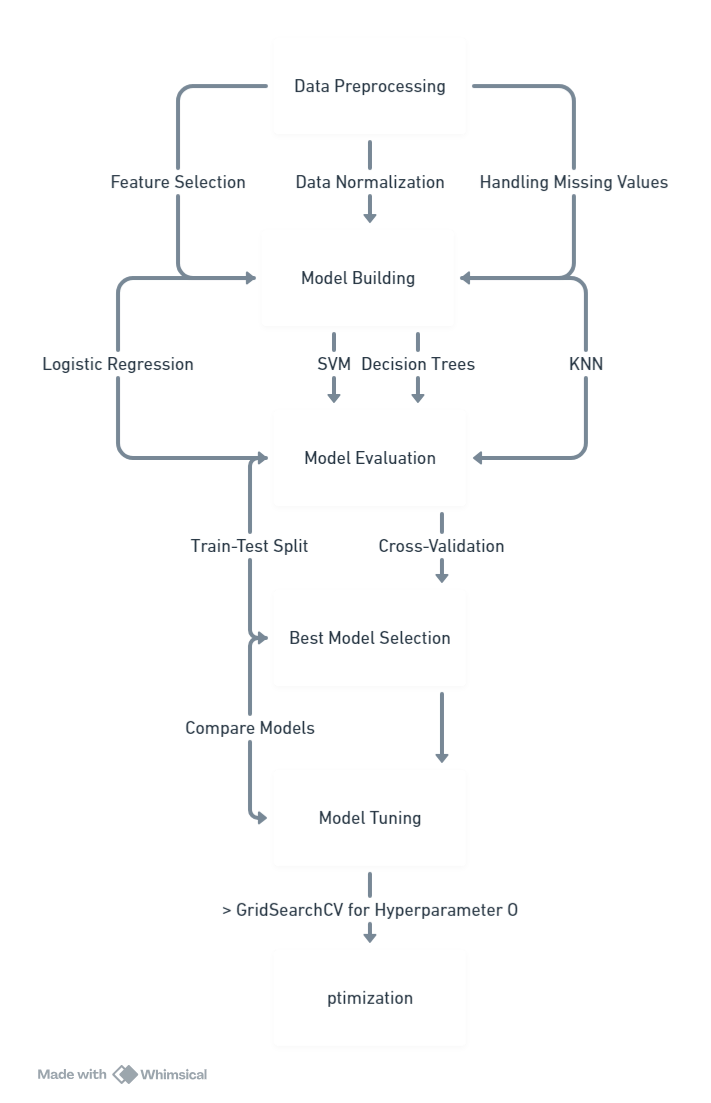 Data Preprocessing
Feature Selection
Data Normalization
Handling Missing Values
Model Building
Logistic Regression
SVM
Decision Trees
KNN
Model Evaluation
Train-Test Split
Cross-Validation
Best Model Selection
Compare Models
Model Tuning
> GridSearchCV for Hyperparameter O
ptimization
Made with Whimsical